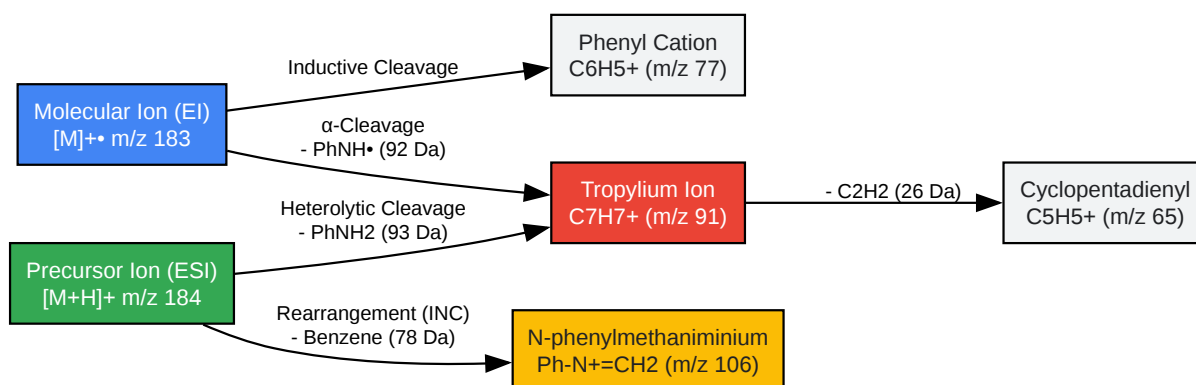 Phenyl Cation
C6H5+ (m/z 77)
Inductive Cleavage
Molecular Ion (EI)
[M]+• m/z 183
α-Cleavage
- PhNH• (92 Da)
Tropylium Ion
C7H7+ (m/z 91)
- C2H2 (26 Da)
Cyclopentadienyl
C5H5+ (m/z 65)
Heterolytic Cleavage
- PhNH2 (93 Da)
Precursor Ion (ESI)
[M+H]+ m/z 184
Rearrangement (INC)
- Benzene (78 Da)
N-phenylmethaniminium
Ph-N+=CH2 (m/z 106)